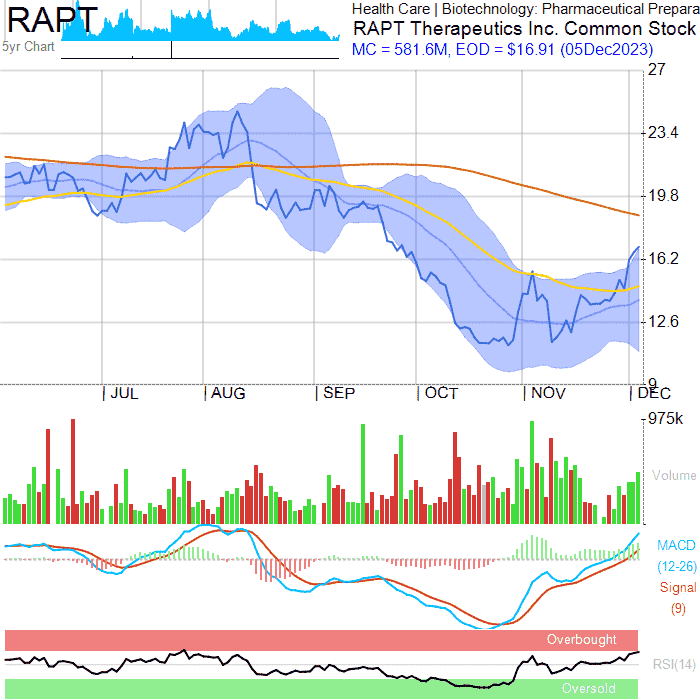 RAPT
5yr Chart
Health Care | Biotechnology: Pharmaceutical Prepara
RAPT Therapeutics Inc. Common Stock
MC = 581.6M, EOD = $16.91 (05Dec2023)
27
23.4
19.8
16.2
12.6
9
JUL
AUG
SEP
OCT
NOV
DEC
975k
Volume
MACD
(12-26)
Signal
(9)
Overbought
RSI(14)
Oversold